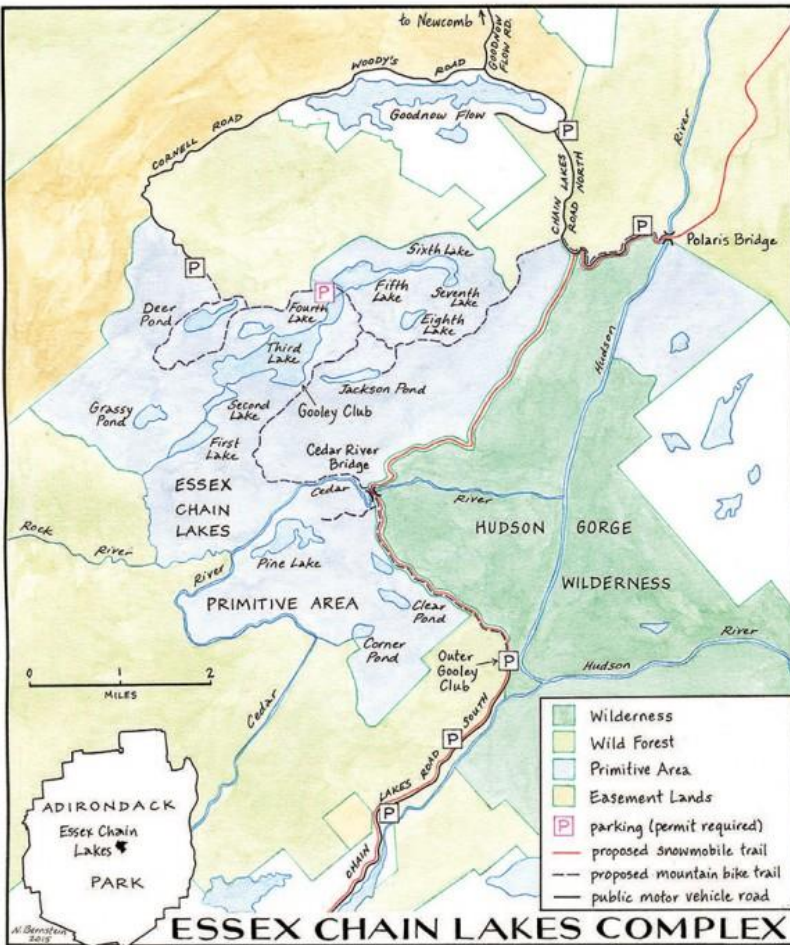 to Newcomb
GOODNOW
FLOW RD.
WOODY'S ROAD
CORNELL ROAD
Goodnow Flow
P
CHAIN LAKES
ROAD NORTH
River
P
Polaris Bridge
P
Sixth Lake
P
Fifth
Lake
Seventh
Lake
Deer
Pond
Fourth
Lake
Eighth
Lake
Third
Lake
Hudson
Jackson Pond
Grassy
Pond
Second
Lake
Gooley Club
First
Lake
Cedar River
Bridge
ESSEX
CHAIN
LAKES
Cedar
River
Rock
River
HUDSON GORGE
WILDERNESS
Pine Lake
River
PRIMITIVE AREA
Clear
Pond
Corner
Pond
River
Outer
Gooley
Club
P
Hudson
0 1 2
MILES
Cedar
P
CHAIN LAKES ROAD SOUTH
P
Wilderness
Wild Forest
Primitive Area
Easement Lands
P parking (permit required)
proposed snowmobile trail
proposed mountain bike trail
public motor vehicle road
ADIRONDACK
Essex Chain
Lakes
PARK
N. Bernstein
2015
ESSEX CHAIN LAKES COMPLEX